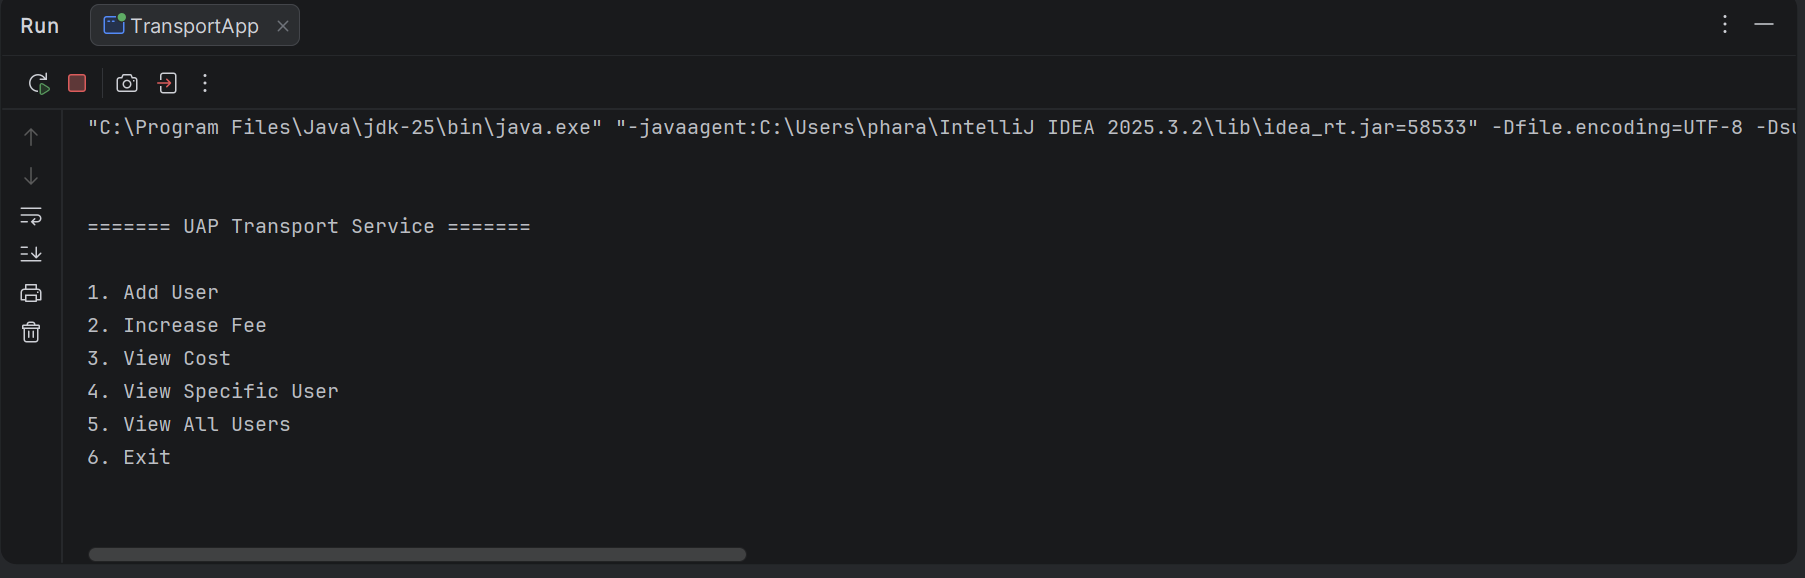 Run TransportApp
"C:\Program Files\Java\jdk-25\bin\java.exe" "-javaagent:C:\Users\phara\IntelliJ IDEA 2025.3.2\lib\idea_rt.jar=58533" -Dfile.encoding=UTF-8 -Dsu
======= UAP Transport Service =======
1. Add User
2. Increase Fee
3. View Cost
4. View Specific User
5. View All Users
6. Exit